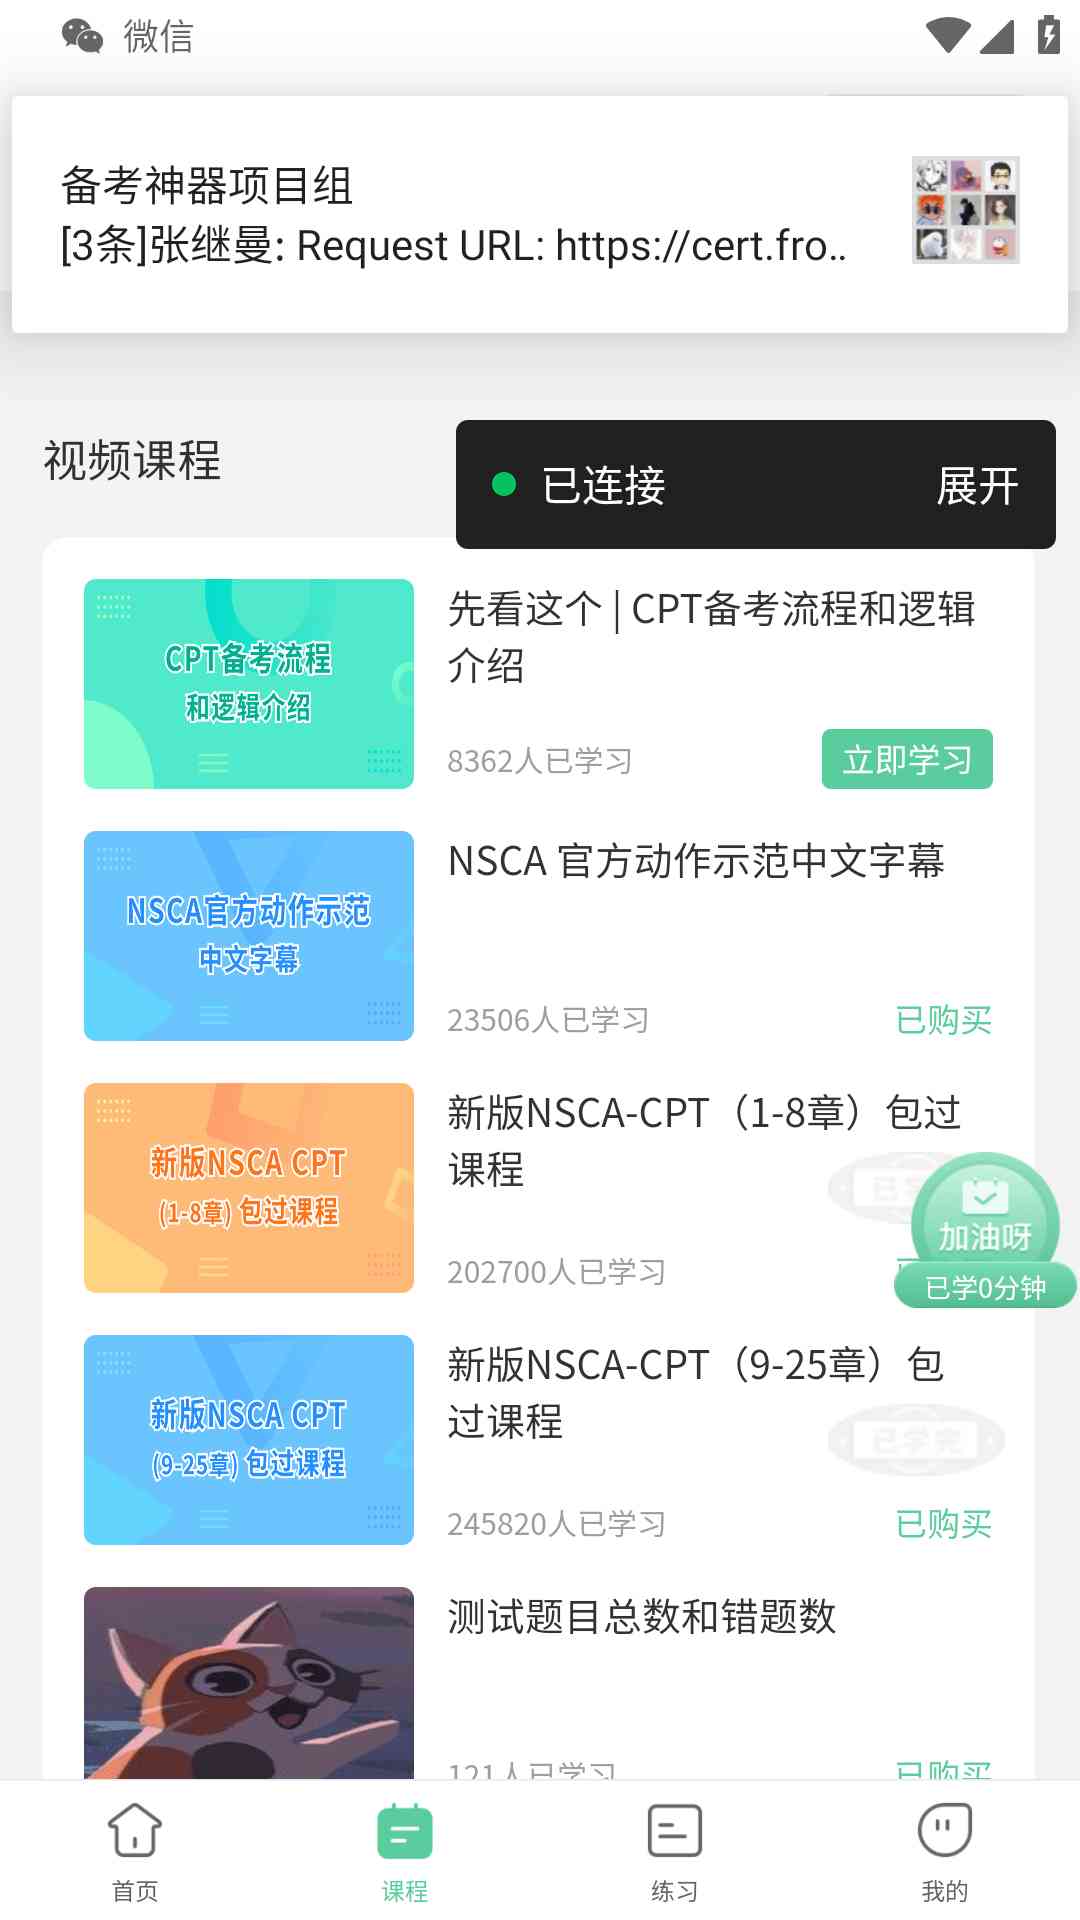 微信
备考神器项目组
[3条]张继曼: Request URL: https://cert.fro..
视频课程
已连接 展开
CPT备考流程
和逻辑介绍
先看这个 | CPT备考流程和逻辑
介绍
8362人已学习 立即学习
NSCA官方动作示范
中文字幕
NSCA 官方动作示范中文字幕
23506人已学习 已购买
新版NSCA CPT
(1-8章) 包过课程
新版NSCA-CPT（1-8章）包过
课程
202700人已学习
加油呀
已学0分钟
新版NSCA CPT
(9-25章) 包过课程
新版NSCA-CPT（9-25章）包
过课程
已学完
245820人已学习 已购买
测试题目总数和错题数
121人已学习 已购买
首页 课程 练习 我的